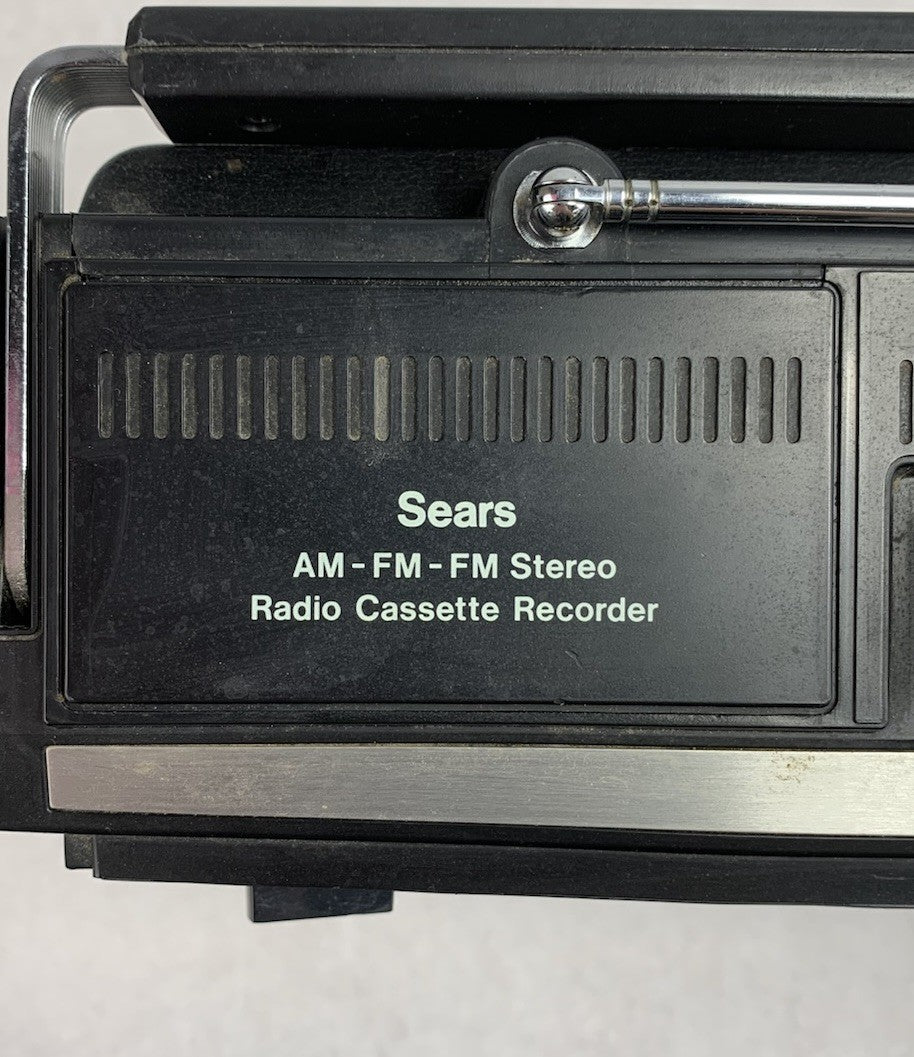 Sears
AM-FM-FM Stereo
Radio Cassette Recorder